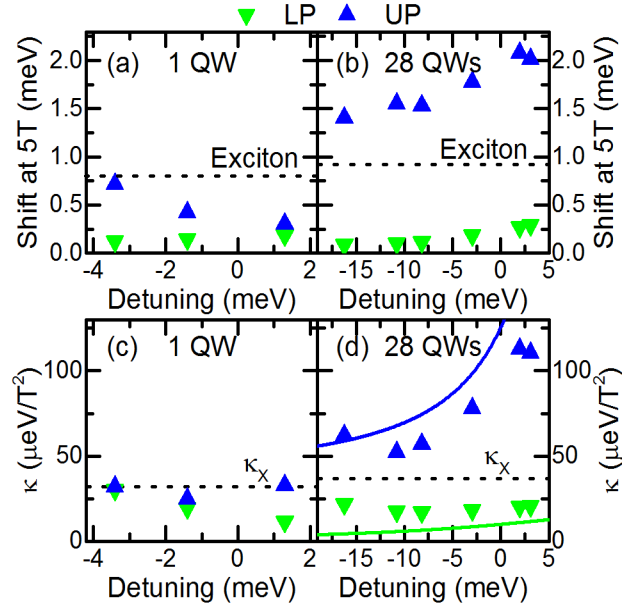 LP UP
(a) 1 QW
(b) 28 QWs
Shift at 5T (meV)
2.0
1.5
1.0
0.5
0.0
Exciton
Exciton
2.0
1.5
1.0
0.5
0.0
Shift at 5T (meV)
-4 -2 0 2
-15 -10 -5 0 5
Detuning (meV)
Detuning (meV)
(c) 1 QW
(d) 28 QWs
κ (μeV/T²)
100
50
0
κX
κX
100
50
0
κ (μeV/T²)
-4 -2 0 2
-15 -10 -5 0 5
Detuning (meV)
Detuning (meV)